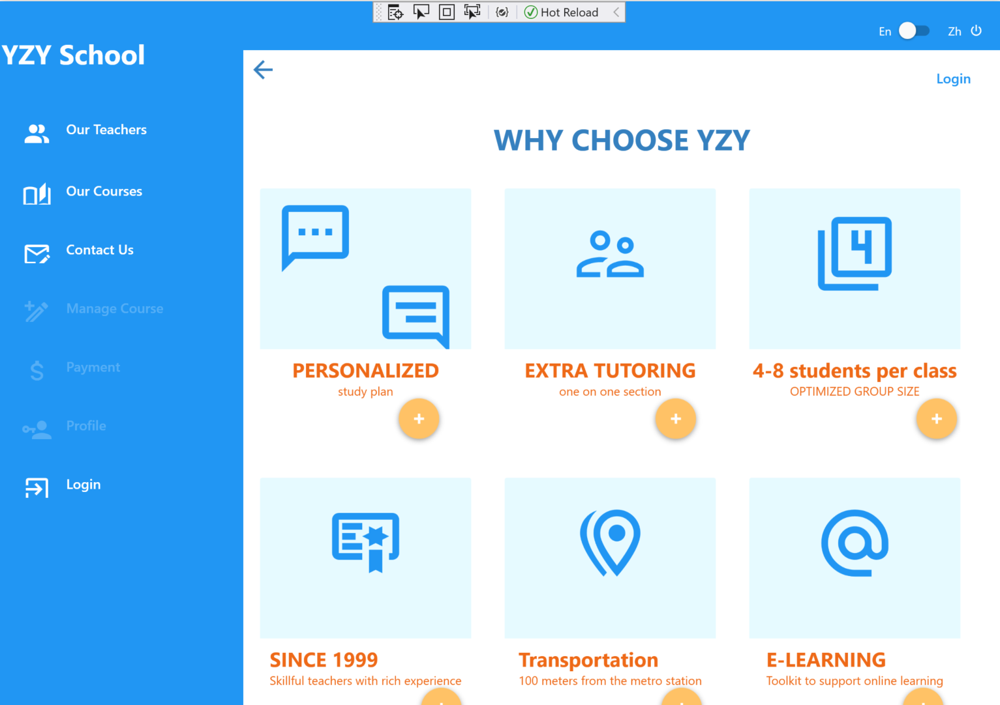 Hot Reload
En Zh
YZY School
Login
Our Teachers
Our Courses
Contact Us
Manage Course
Payment
Profile
Login
WHY CHOOSE YZY
4
PERSONALIZED
study plan
+
EXTRA TUTORING
one on one section
+
4-8 students per class
OPTIMIZED GROUP SIZE
+
SINCE 1999
Skillful teachers with rich experience
Transportation
100 meters from the metro station
E-LEARNING
Toolkit to support online learning